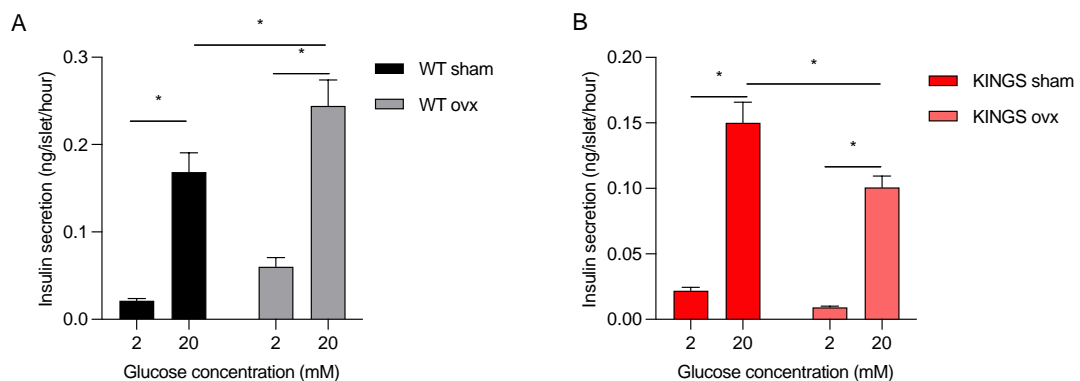 A
Insulin secretion (ng/islet/hour)
0.3
0.2
0.1
0.0
*
*
*
2
20
2
20
Glucose concentration (mM)
WT sham
WT ovx
B
Insulin secretion (ng/islet/hour)
0.20
0.15
0.10
0.05
0.00
*
*
*
2
20
2
20
Glucose concentration (mM)
KINGS sham
KINGS ovx